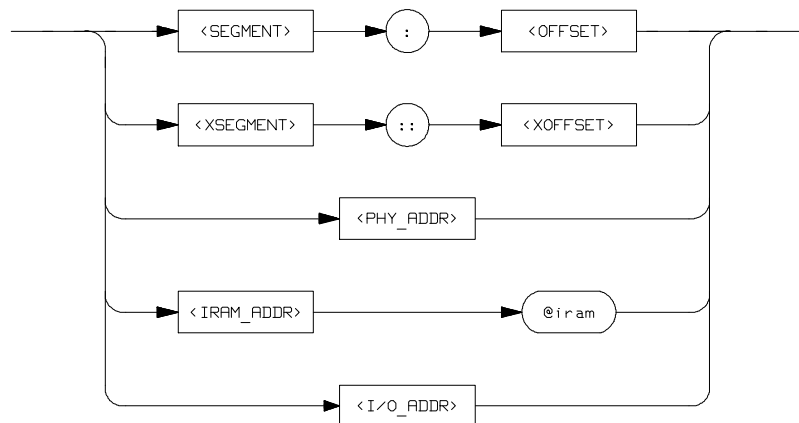 <SEGMENT> : <OFFSET>
<XSEGMENT> :: <XOFFSET>
<PHY_ADDR>
<IRAM_ADDR> @iram
<I/O_ADDR>